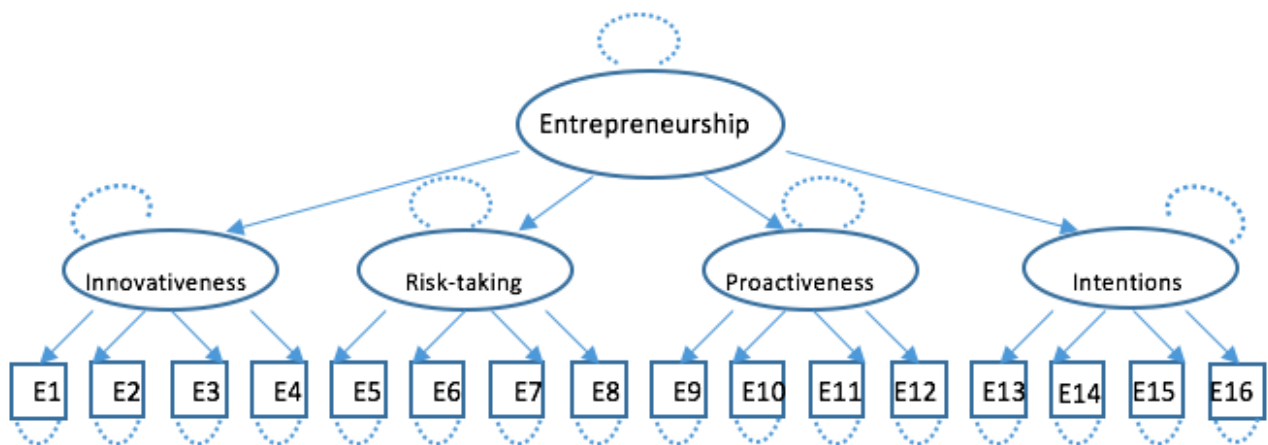 Entrepreneurship
Innovativeness
Risk-taking
Proactiveness
Intentions
E1
E2
E3
E4
E5
E6
E7
E8
E9
E10
E11
E12
E13
E14
E15
E16